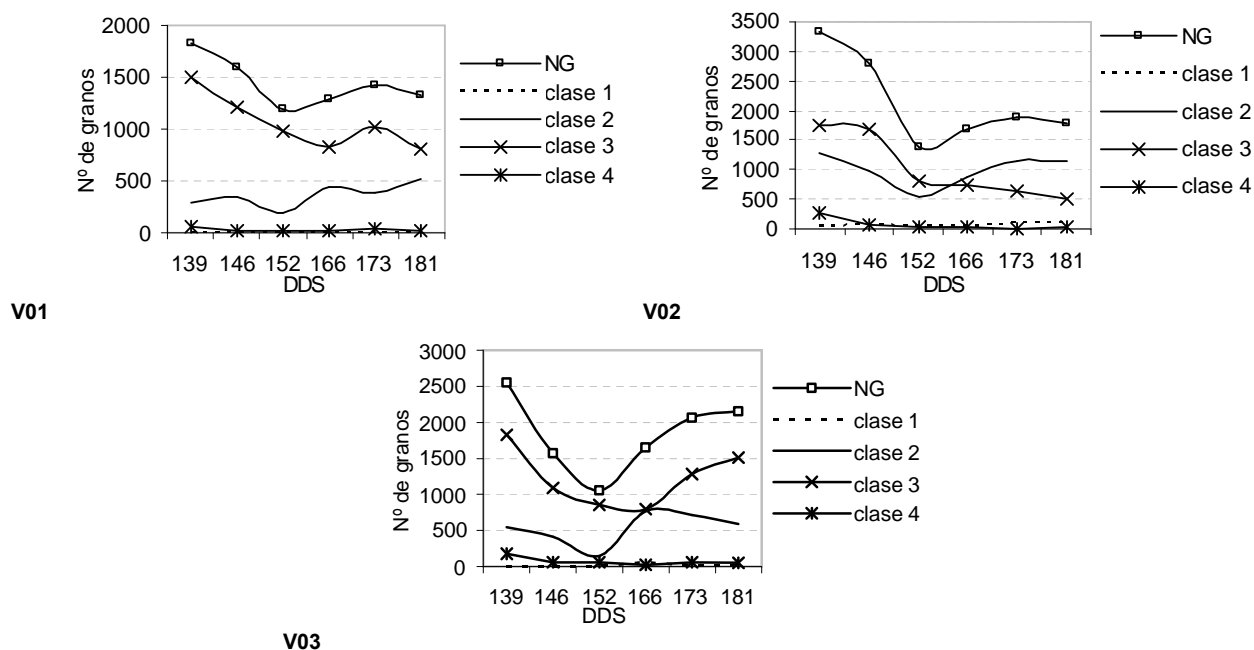 Nº de granos
2000
1500
1000
500
0
139 146 152 166 173 181
DDS
NG
clase 1
clase 2
clase 3
clase 4
V01
Nº de granos
3500
3000
2500
2000
1500
1000
500
0
139 146 152 166 173 181
DDS
NG
clase 1
clase 2
clase 3
clase 4
V02
Nº de granos
3000
2500
2000
1500
1000
500
0
139 146 152 166 173 181
DDS
NG
clase 1
clase 2
clase 3
clase 4
V03